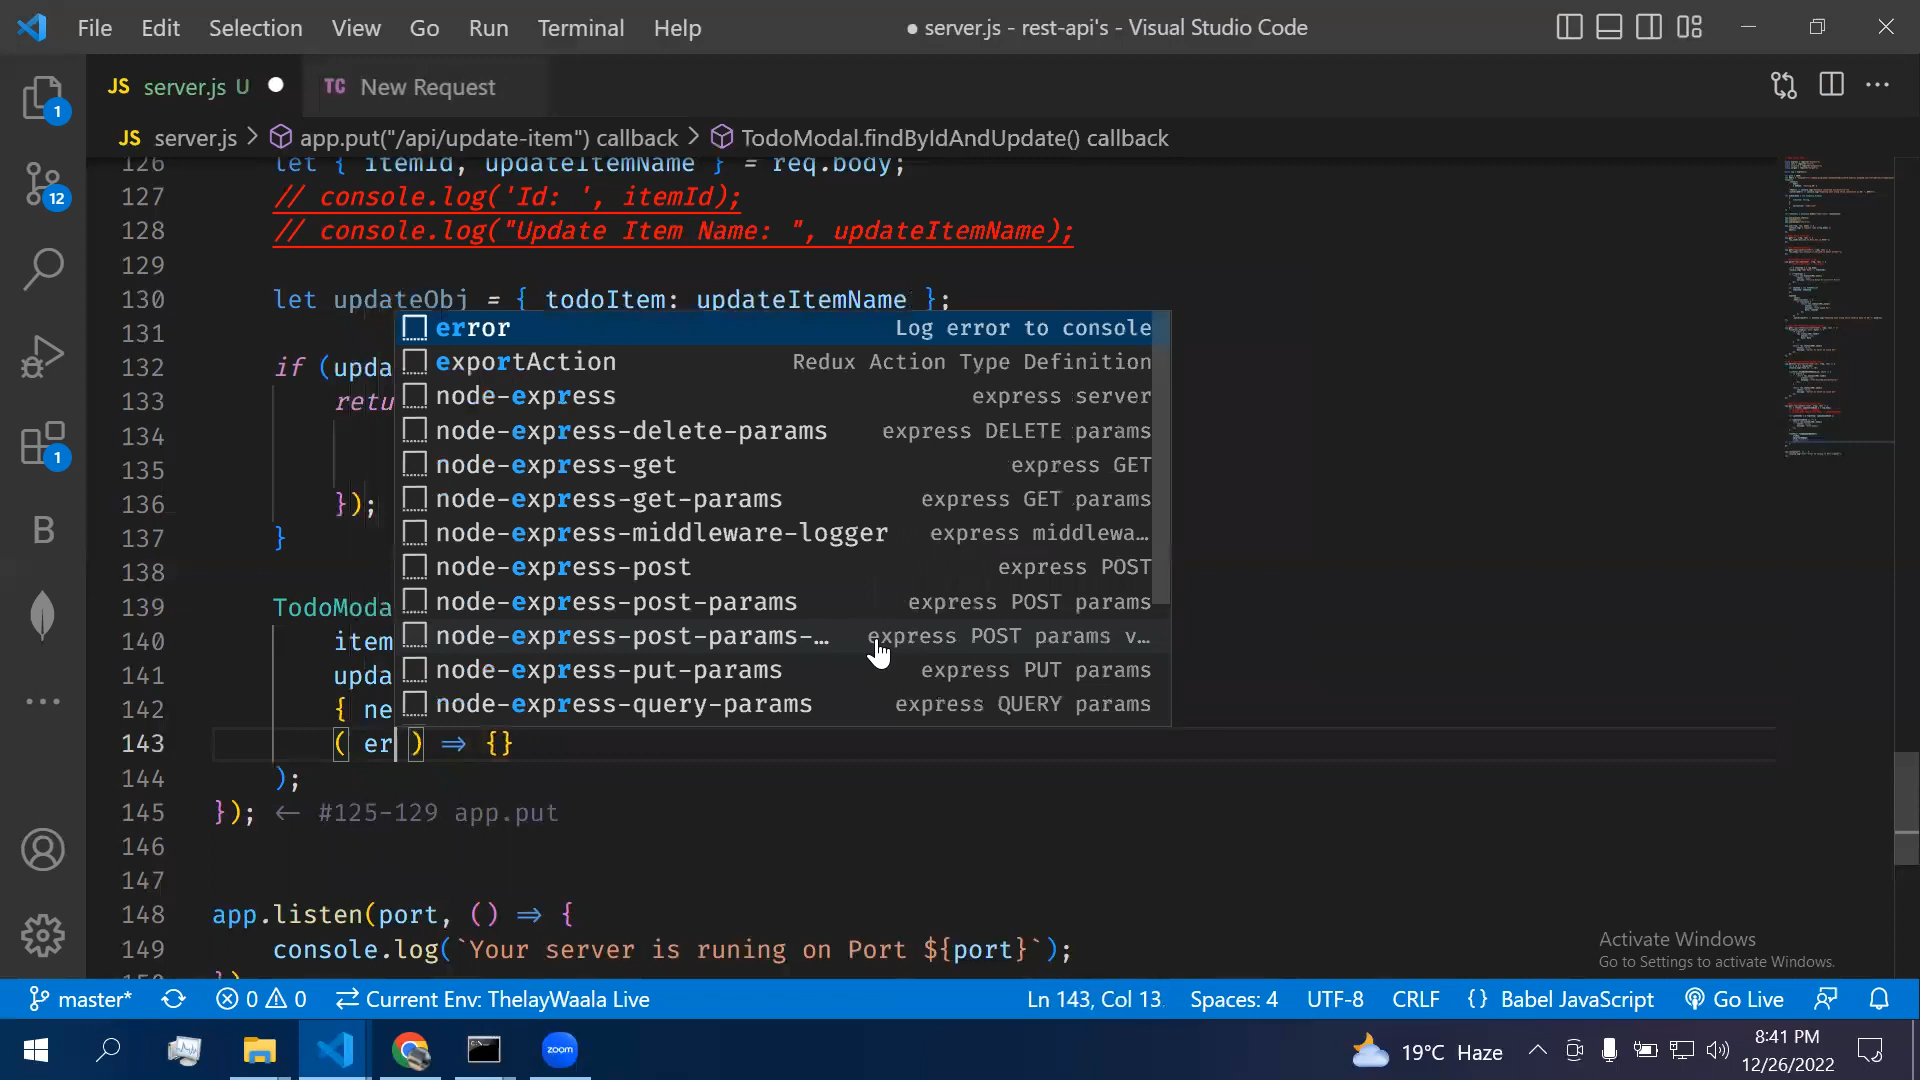 File Edit Selection View Go Run Terminal Help ● server.js - rest-api's - Visual Studio Code
JS server.js U ● TC New Request
JS server.js > app.put("/api/update-item") callback > TodoModal.findByIdAndUpdate() callback
126 let { itemId, updateItemName } = req.body;
127 // console.log('Id: ', itemId);
128 // console.log("Update Item Name: ", updateItemName);
129
130 let updateObj = { todoItem: updateItemName };
131 error Log error to console
132 if (upda exportAction Redux Action Type Definition
133 retu node-express express server
134 node-express-delete-params express DELETE params
135 node-express-get express GET
136 }); node-express-get-params express GET params
137 } node-express-middleware-logger express middlewa…
138 node-express-post express POST
139 TodoModa node-express-post-params express POST params
140 item node-express-post-params-… express POST params v…
141 upda node-express-put-params express PUT params
142 { ne node-express-query-params express QUERY params
143 ( er ) => {}
144 );
145 }); <- #125-129 app.put
146
147
148 app.listen(port, () => {
149 console.log(`Your server is runing on Port ${port}`);
Activate Windows
Go to Settings to activate Windows.
1
12
1
B
master* 0 0 Current Env: ThelayWaala Live Ln 143, Col 13 Spaces: 4 UTF-8 CRLF {} Babel JavaScript Go Live
zoom 19°C Haze 8:41 PM
12/26/2022